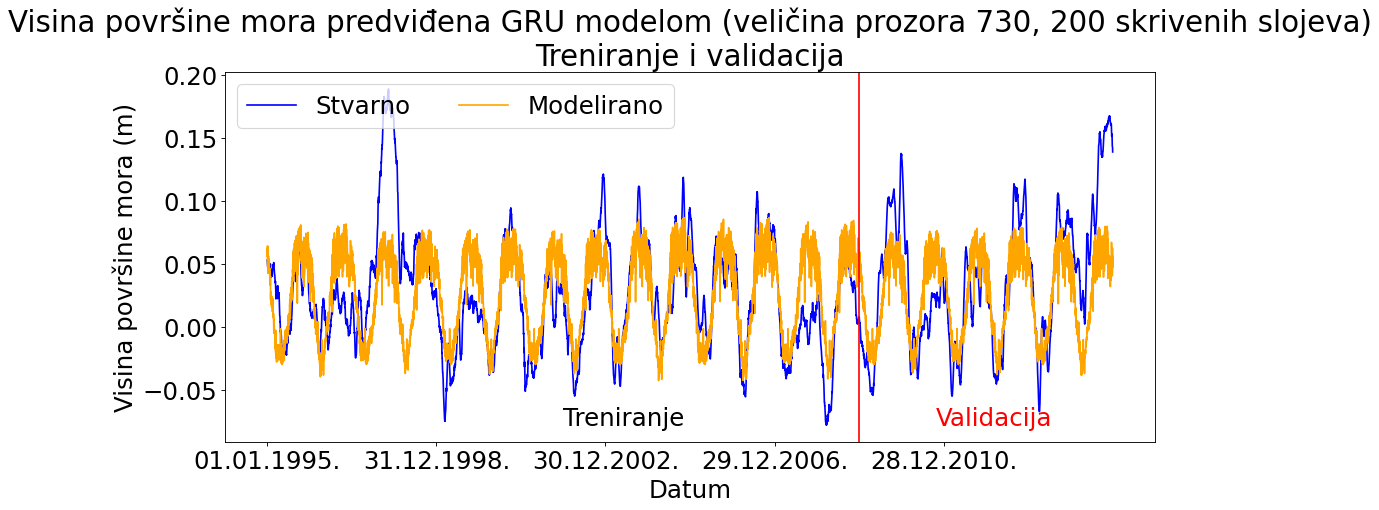 Visina površine mora predviđena GRU modelom (veličina prozora 730, 200 skrivenih slojeva)
Treniranje i validacija
Stvarno
Modelirano
Visina površine mora (m)
0.20
0.15
0.10
0.05
0.00
−0.05
Treniranje
Validacija
01.01.1995.
31.12.1998.
30.12.2002.
29.12.2006.
28.12.2010.
Datum